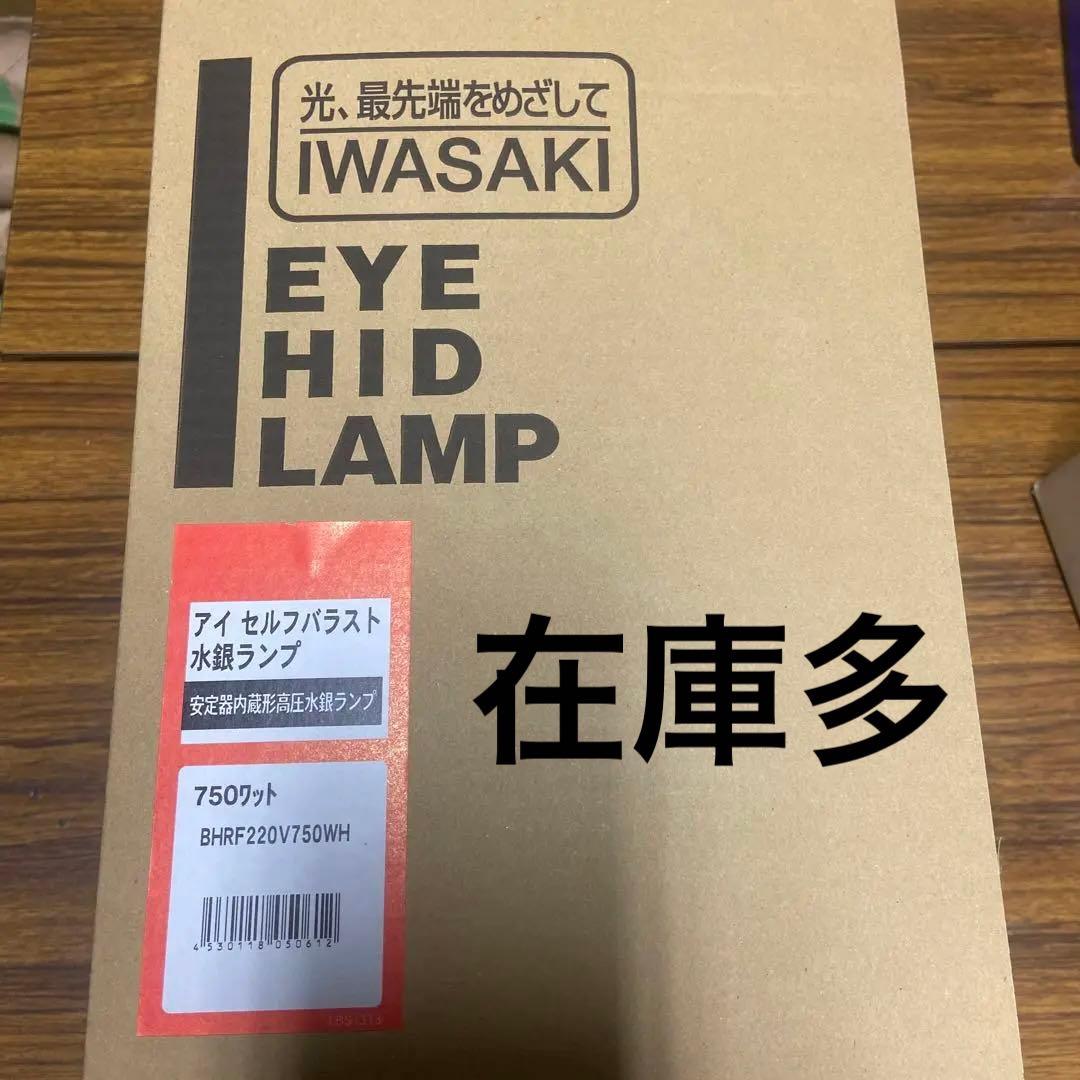 光、最先端をめざして
IWASAKI
EYE
HID
LAMP
アイ セルフバラスト
水銀ランプ
安定器内蔵形高圧水銀ランプ
在庫多
750ワット
BHRF220V750WH
4530118050612